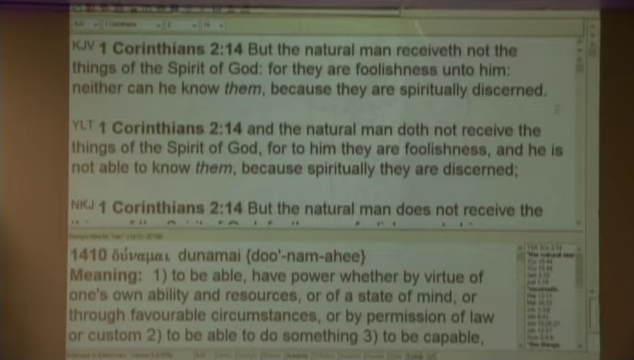 KJV 1 Corinthians 2:14 But the natural man receiveth not the
things of the Spirit of God: for they are foolishness unto him:
neither can he know them, because they are spiritually discerned.
YLT 1 Corinthians 2:14 and the natural man doth not receive the
things of the Spirit of God, for to him they are foolishness, and he is
not able to know them, because spiritually they are discerned;
NKJ 1 Corinthians 2:14 But the natural man does not receive the
1410 δύναμαι dunamai {doo'-nam-ahee}
Meaning: 1) to be able, have power whether by virtue of
one's own ability and resources, or of a state of mind, or
through favourable circumstances, or by permission of law
or custom 2) to be able to do something 3) to be capable,